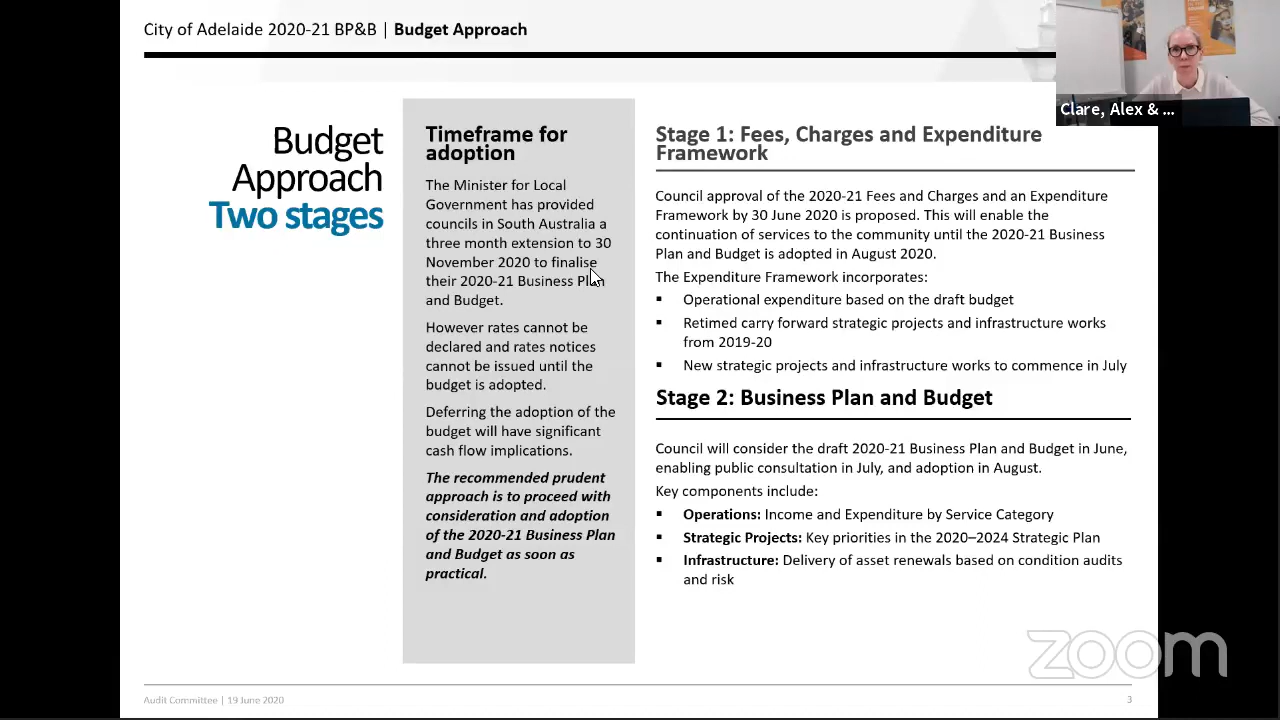 City of Adelaide 2020-21 BP&B | Budget Approach
Clare, Alex & ...
Budget
Approach
Two stages
Timeframe for
adoption
The Minister for Local
Government has provided
councils in South Australia a
three month extension to 30
November 2020 to finalise
their 2020-21 Business Plan
and Budget.
However rates cannot be
declared and rates notices
cannot be issued until the
budget is adopted.
Deferring the adoption of the
budget will have significant
cash flow implications.
The recommended prudent
approach is to proceed with
consideration and adoption
of the 2020-21 Business Plan
and Budget as soon as
practical.
Stage 1: Fees, Charges and Expenditure
Framework
Council approval of the 2020-21 Fees and Charges and an Expenditure
Framework by 30 June 2020 is proposed. This will enable the
continuation of services to the community until the 2020-21 Business
Plan and Budget is adopted in August 2020.
The Expenditure Framework incorporates:
▪ Operational expenditure based on the draft budget
▪ Retimed carry forward strategic projects and infrastructure works
from 2019-20
▪ New strategic projects and infrastructure works to commence in July
Stage 2: Business Plan and Budget
Council will consider the draft 2020-21 Business Plan and Budget in June,
enabling public consultation in July, and adoption in August.
Key components include:
▪ Operations: Income and Expenditure by Service Category
▪ Strategic Projects: Key priorities in the 2020–2024 Strategic Plan
▪ Infrastructure: Delivery of asset renewals based on condition audits
and risk
zoom
Audit Committee | 19 June 2020
3